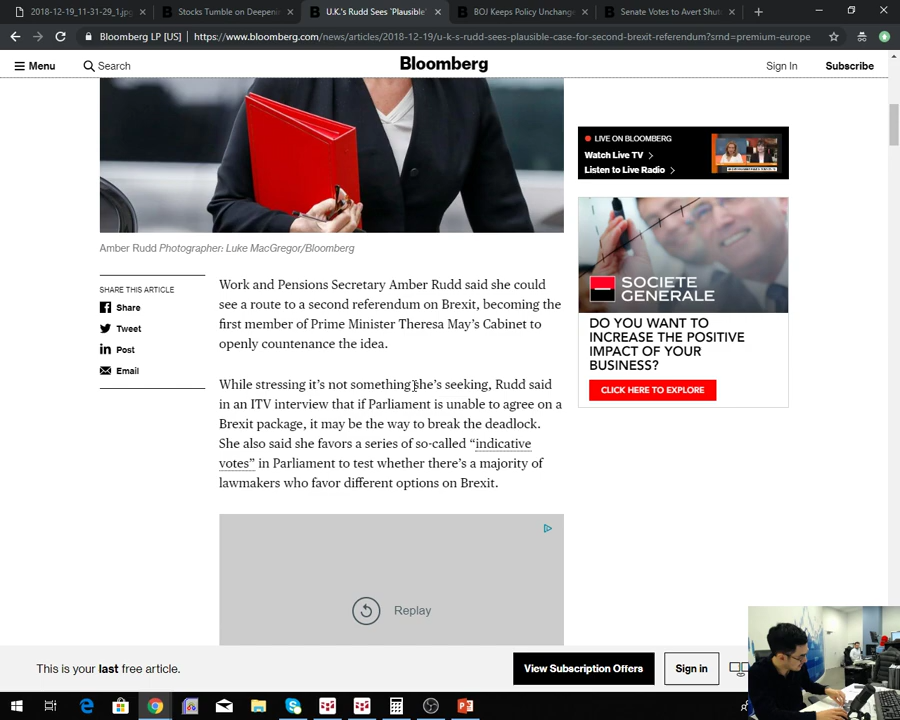 2018-12-19_11-31-29_1.jpg
Stocks Tumble on Deepeni
U.K.'s Rudd Sees 'Plausible'
BOJ Keeps Policy Unchang
Senate Votes to Avert Shut
Bloomberg LP [US]
https://www.bloomberg.com/news/articles/2018-12-19/u-k-s-rudd-sees-plausible-case-for-second-brexit-referendum?srnd=premium-europe
Menu
Search
Bloomberg
Sign In
Subscribe
LIVE ON BLOOMBERG
Watch Live TV
Listen to Live Radio
SOCIETE
GENERALE
DO YOU WANT TO
INCREASE THE POSITIVE
IMPACT OF YOUR
BUSINESS?
CLICK HERE TO EXPLORE
Amber Rudd Photographer: Luke MacGregor/Bloomberg
SHARE THIS ARTICLE
Share
Tweet
Post
Email
Work and Pensions Secretary Amber Rudd said she could
see a route to a second referendum on Brexit, becoming the
first member of Prime Minister Theresa May's Cabinet to
openly countenance the idea.
While stressing it's not something she's seeking, Rudd said
in an ITV interview that if Parliament is unable to agree on a
Brexit package, it may be the way to break the deadlock.
She also said she favors a series of so-called "indicative
votes" in Parliament to test whether there's a majority of
lawmakers who favor different options on Brexit.
Replay
This is your last free article.
View Subscription Offers
Sign in